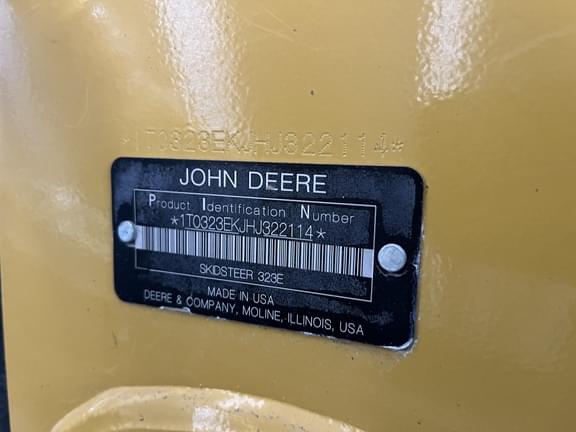 *1T0323EKJHJ322114*
JOHN DEERE
Product Identification Number
*1T0323EKJHJ322114*
SKIDSTEER 323E
MADE IN USA
DEERE & COMPANY, MOLINE, ILLINOIS, USA